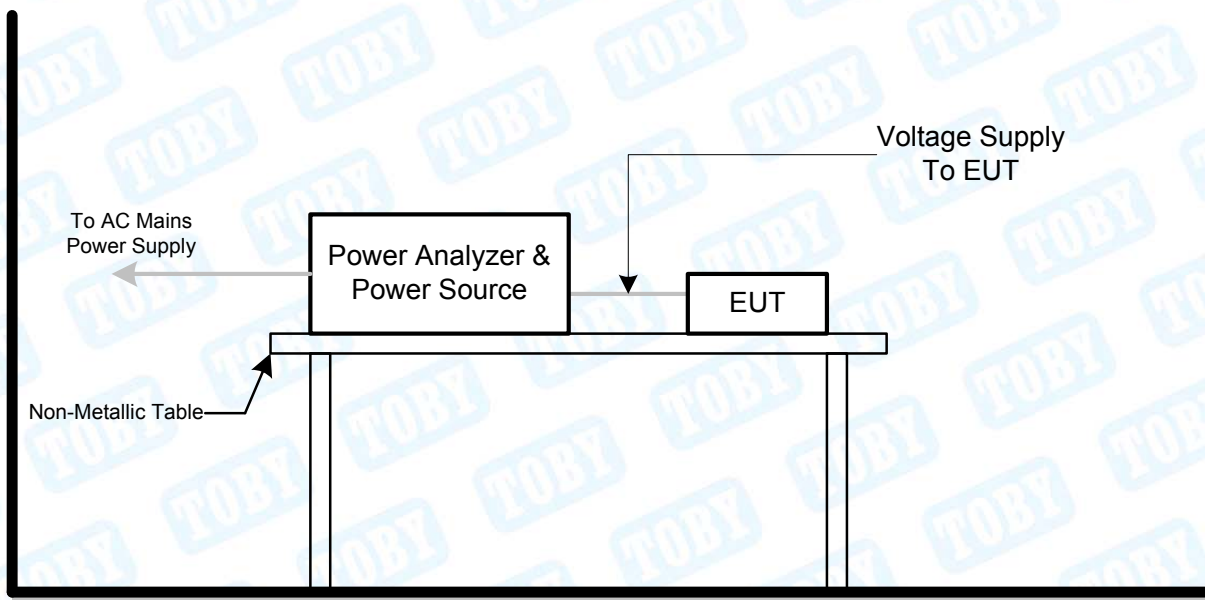 Voltage Supply
To EUT
To AC Mains
Power Supply
Power Analyzer &
Power Source
EUT
Non-Metallic Table
TOBY